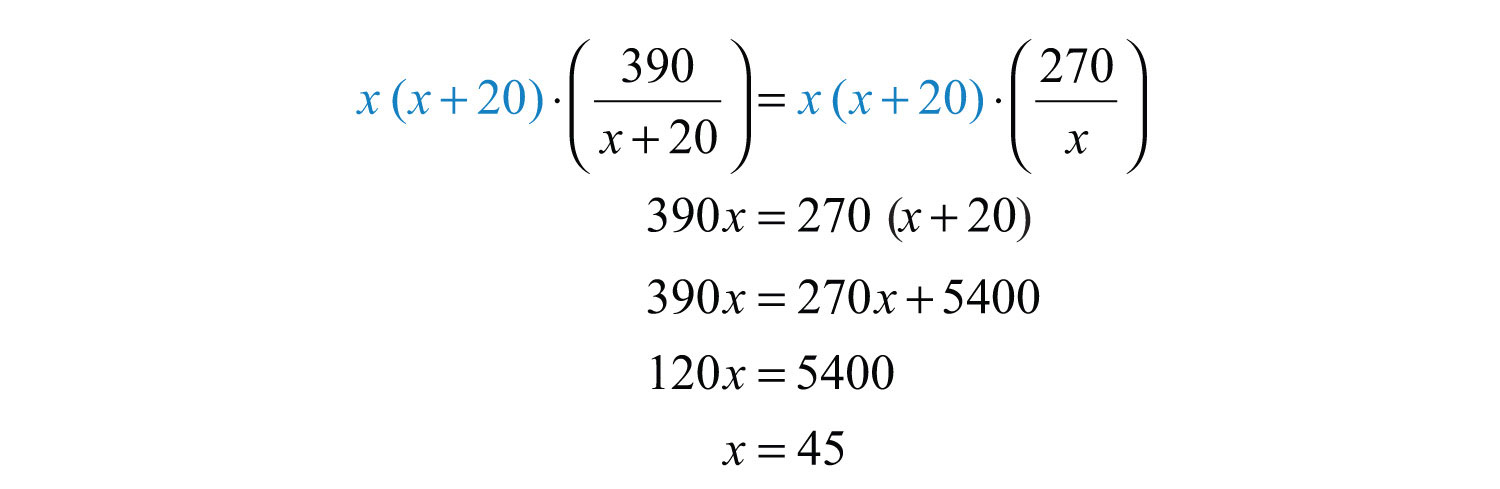 x (x + 20) · (390/(x + 20)) = x (x + 20) · (270/x)
390x = 270 (x + 20)
390x = 270x + 5400
120x = 5400
x = 45